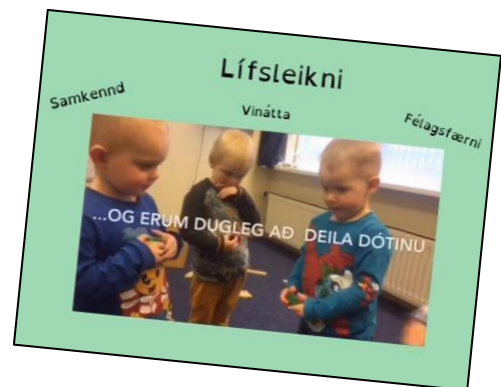 Lífsleikni
Samkennd
Vinátta
Félagsfærni
...OG ERUM DUGLEG AÐ DEILA DÓTINU